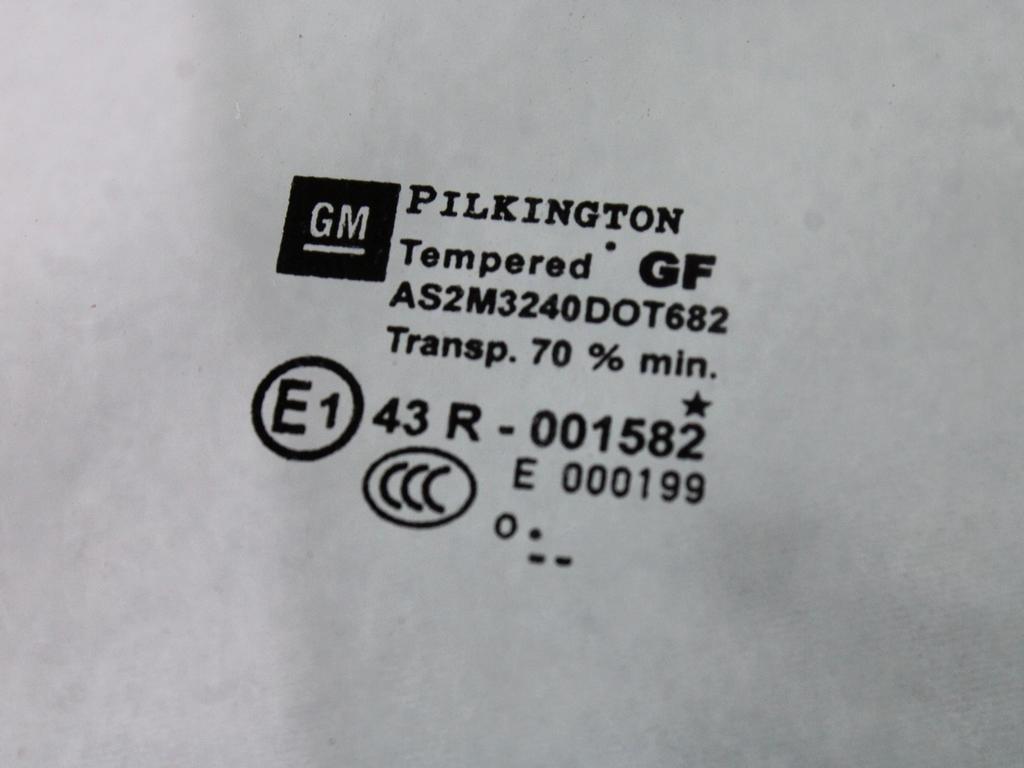 GM
PILKINGTON
Tempered GF
AS2M3240DOT682
Transp. 70 % min.
E1 43 R - 001582
CCC E 000199